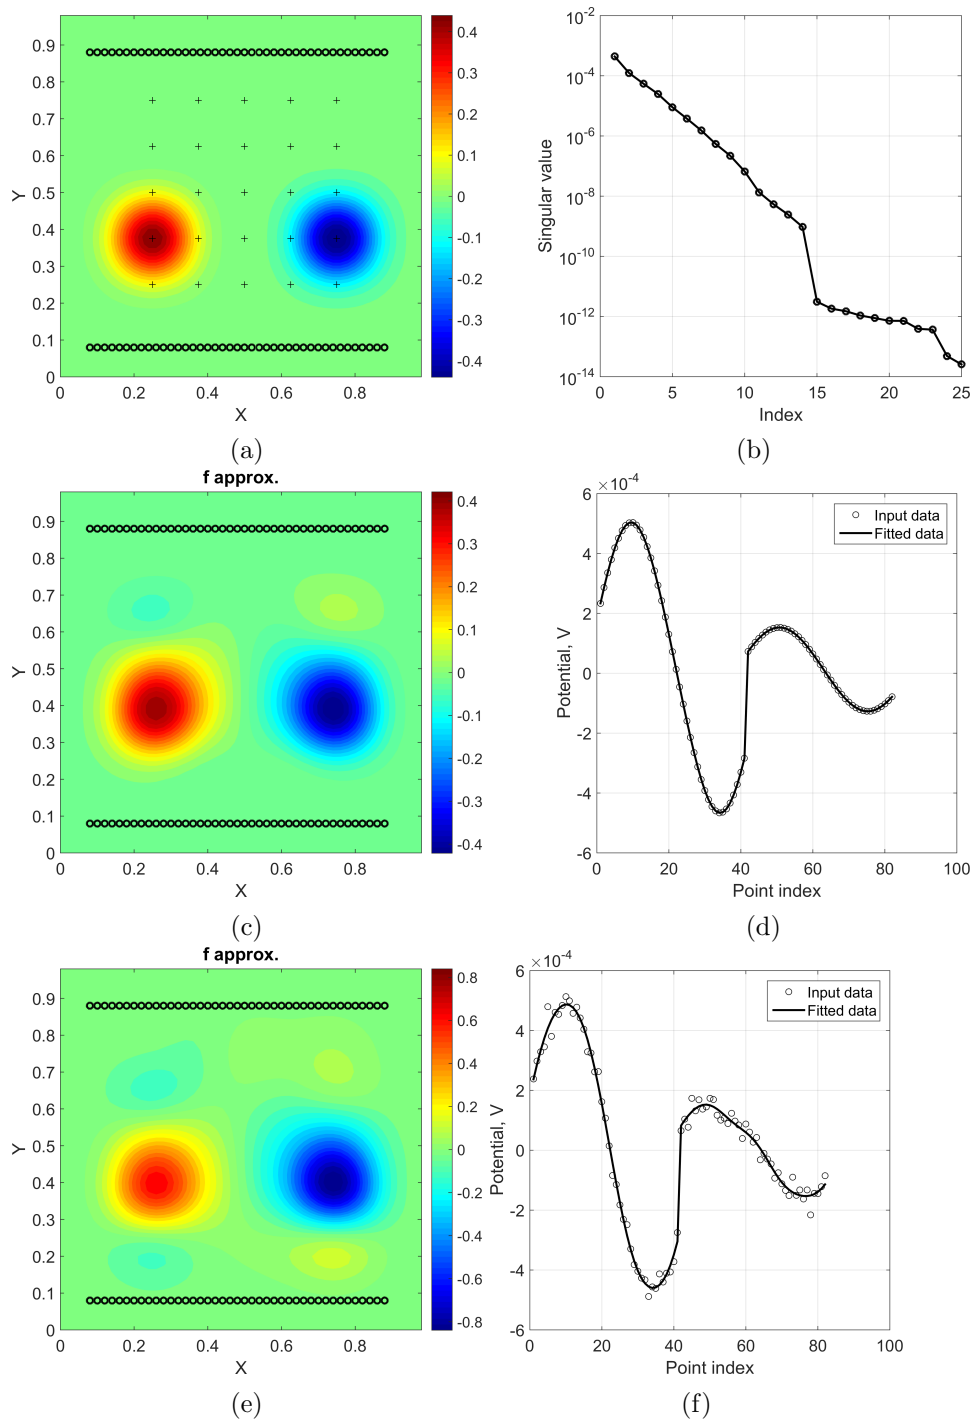 0.9
0.8
0.7
0.6
0.5
0.4
0.3
0.2
0.1
0
Y
0 0.2 0.4 0.6 0.8
X
0.4
0.3
0.2
0.1
0
-0.1
-0.2
-0.3
-0.4
(a)
10-2
10-4
10-6
10-8
10-10
10-12
10-14
Singular value
0 5 10 15 20 25
Index
(b)
f approx.
0.9
0.8
0.7
0.6
0.5
0.4
0.3
0.2
0.1
0
Y
0 0.2 0.4 0.6 0.8
X
0.4
0.3
0.2
0.1
0
-0.1
-0.2
-0.3
-0.4
(c)
×10-4
6
4
2
0
-2
-4
-6
Potential, V
Input data
Fitted data
0 20 40 60 80 100
Point index
(d)
f approx.
0.9
0.8
0.7
0.6
0.5
0.4
0.3
0.2
0.1
0
Y
0 0.2 0.4 0.6 0.8
X
0.8
0.6
0.4
0.2
0
-0.2
-0.4
-0.6
-0.8
(e)
×10-4
6
4
2
0
-2
-4
-6
Potential, V
Input data
Fitted data
0 20 40 60 80 100
Point index
(f)